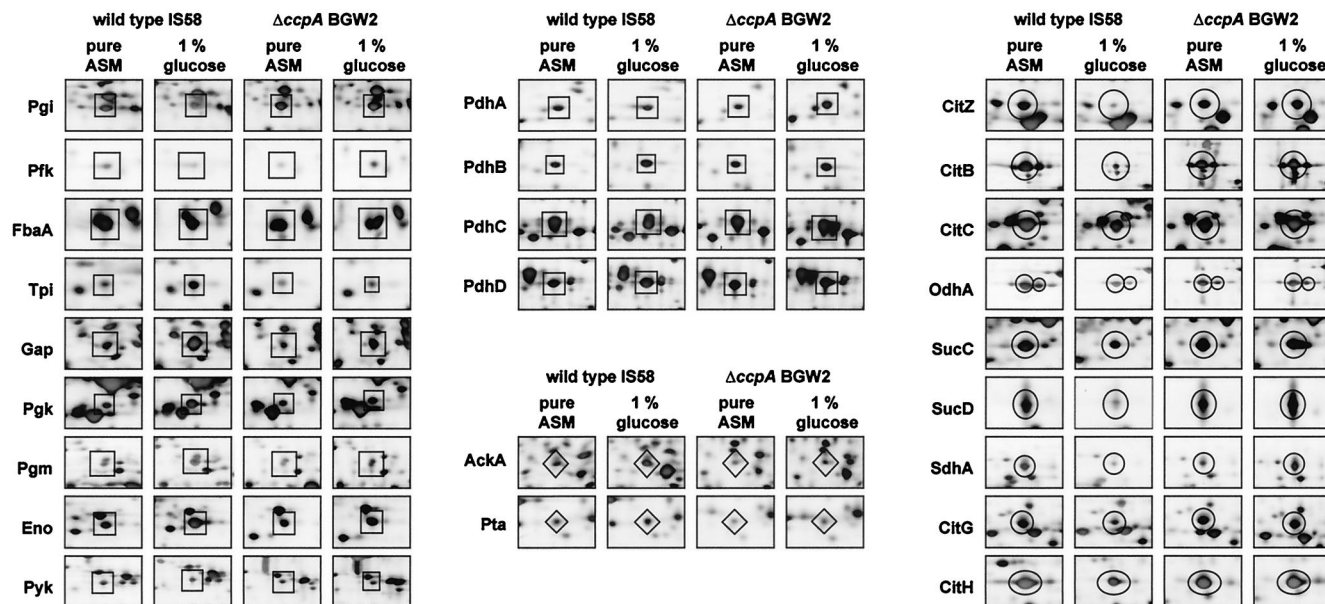 wild type IS58 ΔccpA BGW2
pure ASM 1 % glucose pure ASM 1 % glucose
Pgi
Pfk
FbaA
Tpi
Gap
Pgk
Pgm
Eno
Pyk
wild type IS58 ΔccpA BGW2
pure ASM 1 % glucose pure ASM 1 % glucose
PdhA
PdhB
PdhC
PdhD
wild type IS58 ΔccpA BGW2
pure ASM 1 % glucose pure ASM 1 % glucose
AckA
Pta
wild type IS58 ΔccpA BGW2
pure ASM 1 % glucose pure ASM 1 % glucose
CitZ
CitB
CitC
OdhA
SucC
SucD
SdhA
CitG
CitH